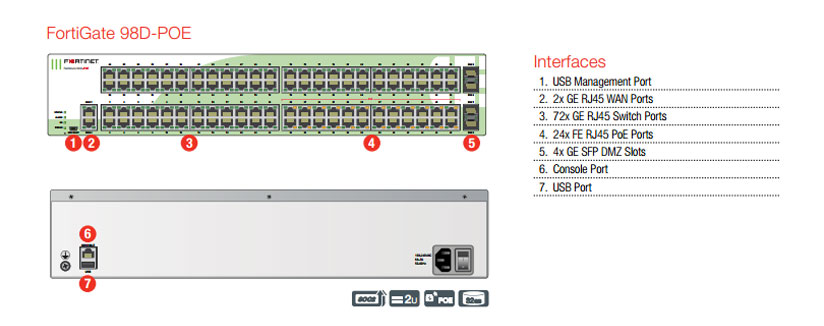 FortiGate 98D-POE
FORTINET
Interfaces
1. USB Management Port
2. 2x GE RJ45 WAN Ports
3. 72x GE RJ45 Switch Ports
4. 24x FE RJ45 PoE Ports
5. 4x GE SFP DMZ Slots
6. Console Port
7. USB Port
1
2
3
4
5
6
7
SOC2
2U
POE
32GB